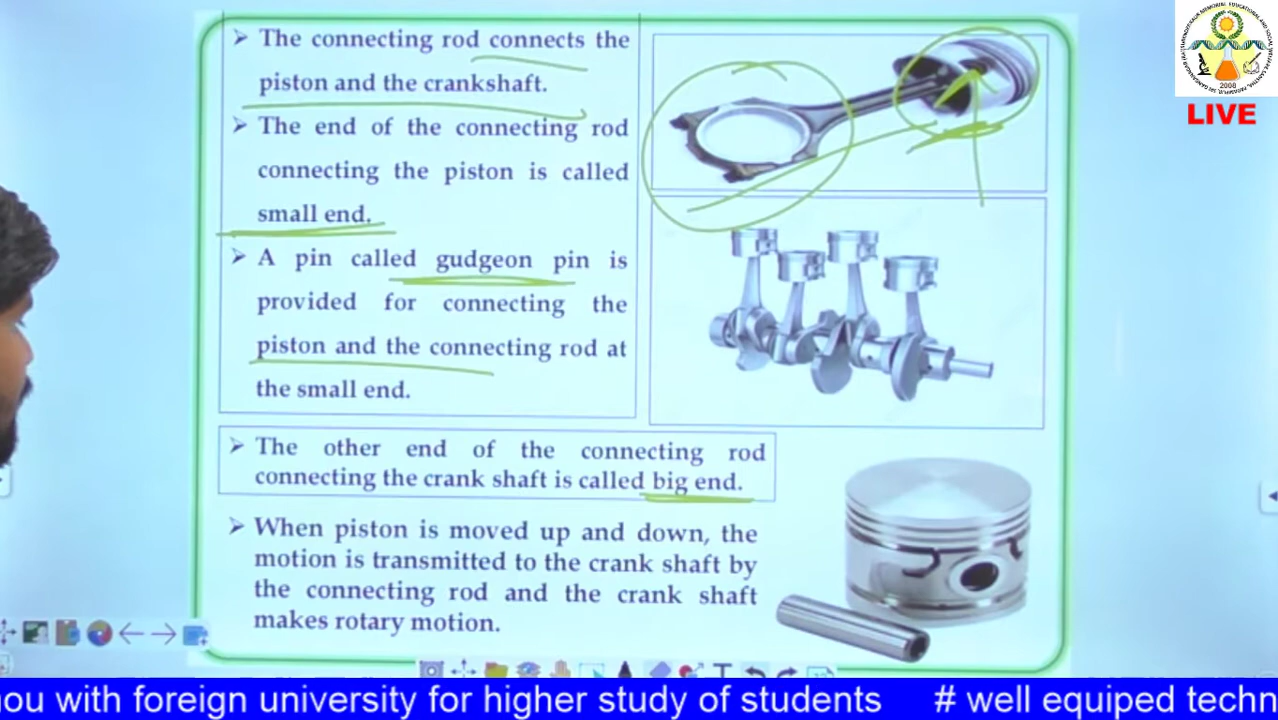 ➢ The connecting rod connects the
piston and the crankshaft.
➢ The end of the connecting rod
connecting the piston is called
small end.
➢ A pin called gudgeon pin is
provided for connecting the
piston and the connecting rod at
the small end.
➢ The other end of the connecting rod
connecting the crank shaft is called big end.
➢ When piston is moved up and down, the
motion is transmitted to the crank shaft by
the connecting rod and the crank shaft
makes rotary motion.
2008
LIVE
ou with foreign university for higher study of students # well equiped techn